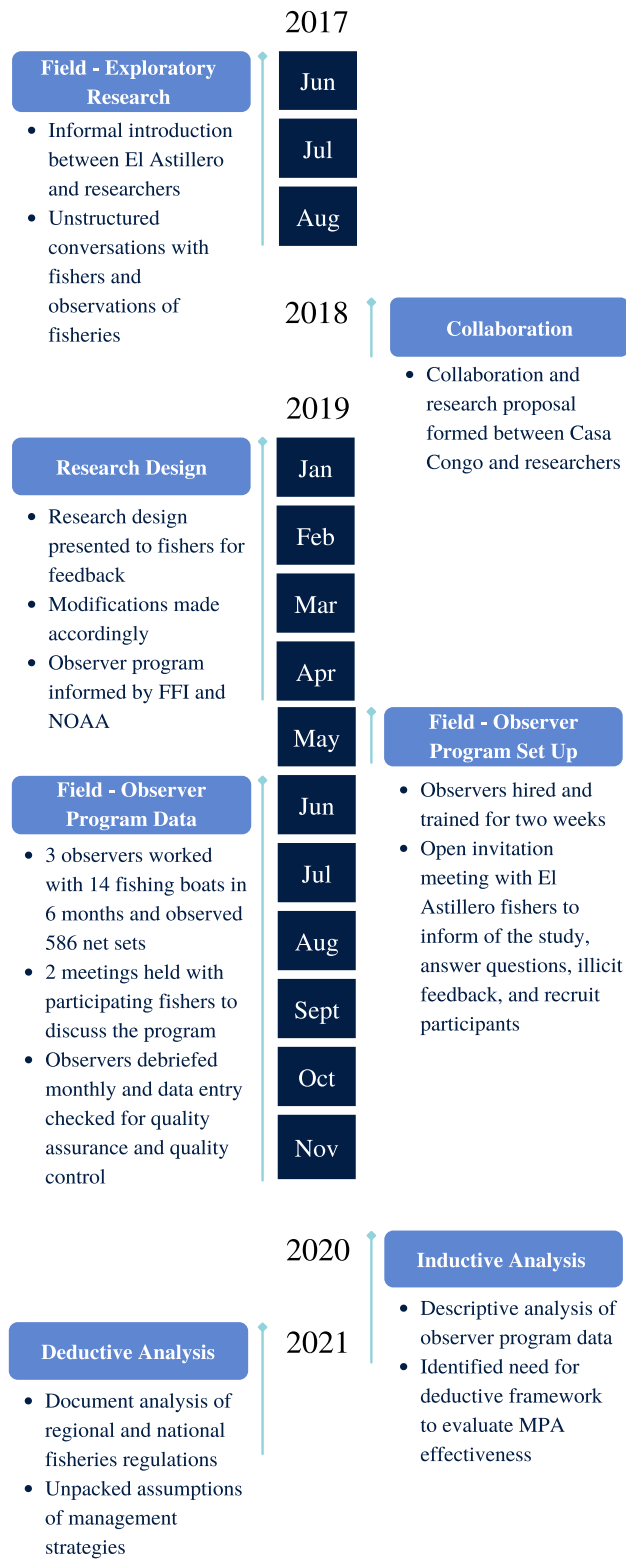 2017
Field - Exploratory
Research
Jun
Jul
Aug
• Informal introduction
between El Astillero
and researchers
• Unstructured
conversations with
fishers and
observations of
fisheries
2018
Collaboration
• Collaboration and
research proposal
formed between Casa
Congo and researchers
2019
Research Design
Jan
Feb
Mar
Apr
• Research design
presented to fishers for
feedback
• Modifications made
accordingly
• Observer program
informed by FFI and
NOAA
May
Field - Observer
Program Set Up
• Observers hired and
trained for two weeks
• Open invitation
meeting with El
Astillero fishers to
inform of the study,
answer questions, illicit
feedback, and recruit
participants
Field - Observer
Program Data
Jun
Jul
Aug
Sept
Oct
Nov
• 3 observers worked
with 14 fishing boats in
6 months and observed
586 net sets
• 2 meetings held with
participating fishers to
discuss the program
• Observers debriefed
monthly and data entry
checked for quality
assurance and quality
control
2020
Inductive Analysis
• Descriptive analysis of
observer program data
• Identified need for
deductive framework
to evaluate MPA
effectiveness
2021
Deductive Analysis
• Document analysis of
regional and national
fisheries regulations
• Unpacked assumptions
of management
strategies